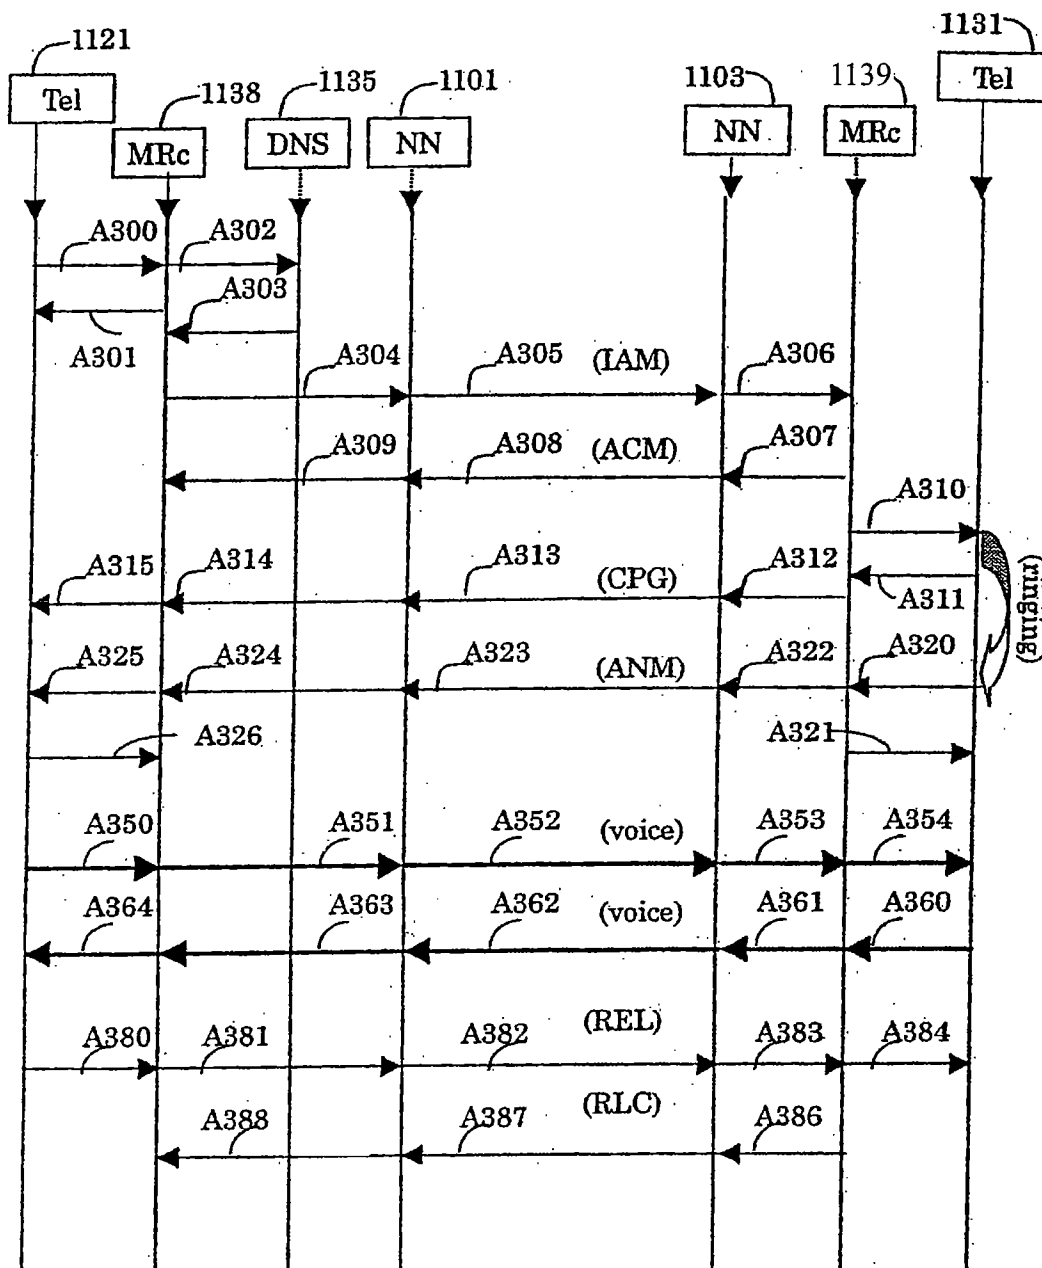 1121
1131
1138
1135
1101
1103
1139
Tel
Tel
MRc
DNS
NN
NN
MRc
A300
A302
A303
A301
A304
A305
(IAM)
A306
A309
A308
(ACM)
A307
A310
A315
A314
A313
(CPG)
A312
A311
(ringing)
A325
A324
A323
(ANM)
A322
A320
A326
A321
A350
A351
A352
(voice)
A353
A354
A364
A363
A362
(voice)
A361
A360
A380
A381
A382
(REL)
A383
A384
A388
A387
(RLC)
A386